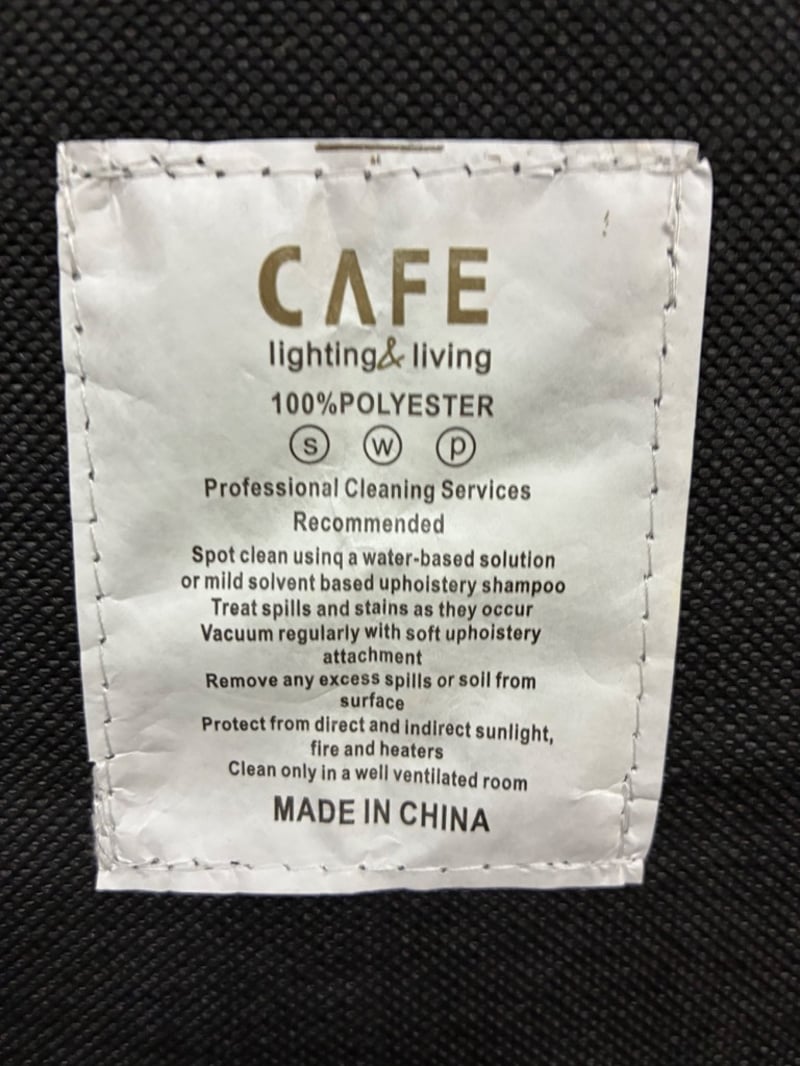 CAFE
lighting& living
100%POLYESTER
S W P
Professional Cleaning Services
Recommended
Spot clean usinq a water-based solution
or mild solvent based uphoistery shampoo
Treat spills and stains as they occur
Vacuum regularly with soft uphoistery
attachment
Remove any excess spills or soil from
surface
Protect from direct and indirect sunlight,
fire and heaters
Clean only in a well ventilated room
MADE IN CHINA